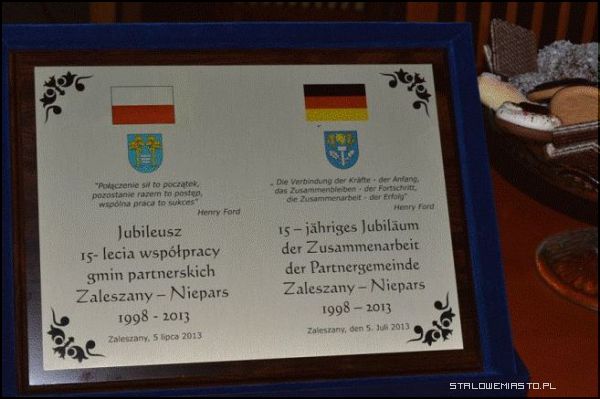 "Połączenie sił to początek,
pozostanie razem to postęp,
wspólna praca to sukces"
Henry Ford
Jubileusz
15- lecia współpracy
gmin partnerskich
Zaleszany – Niepars
1998 - 2013
Zaleszany, 5 lipca 2013
„ Die Verbindung der Kräfte - der Anfang,
das Zusammenbleiben - der Fortschritt,
die Zusammenarbeit - der Erfolg"
Henry Ford
15 – jähriges Jubiläum
der Zusammenarbeit
der Partnergemeinde
Zaleszany – Niepars
1998 – 2013
Zaleszany, den 5. Juli 2013
STALOWEMIASTO.PL